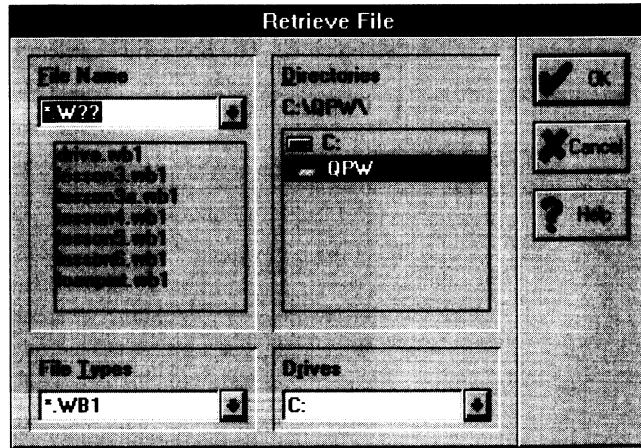 Retrieve File
File Name
*.W??
drive.wb1
lesson3.wb1
lesson3a.wb1
lesson4.wb1
lesson5.wb1
.wb1
.wb1
File Types
*.WB1
Directories
C:\QPW\
C:
QPW
Drives
C:
OK
Cancel
Help